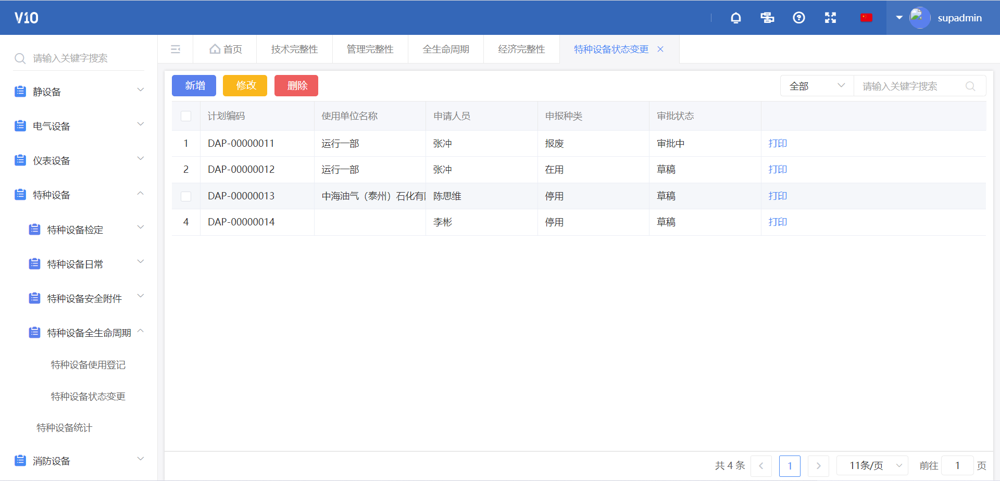 V10
supadmin
请输入关键字搜索
静设备
电气设备
仪表设备
特种设备
特种设备检定
特种设备日常
特种设备安全附件
特种设备全生命周期
特种设备使用登记
特种设备状态变更
特种设备统计
消防设备
首页 技术完整性 管理完整性 全生命周期 经济完整性 特种设备状态变更
新增 修改 删除 全部 请输入关键字搜索
计划编码 使用单位名称 申请人员 申报种类 审批状态
1 DAP-00000011 运行一部 张冲 报废 审批中 打印
2 DAP-00000012 运行一部 张冲 在用 草稿 打印
DAP-00000013 中海油气（泰州）石化有 陈思维 停用 草稿 打印
4 DAP-00000014 李彬 停用 草稿 打印
共 4 条 1 11条/页 前往 1 页